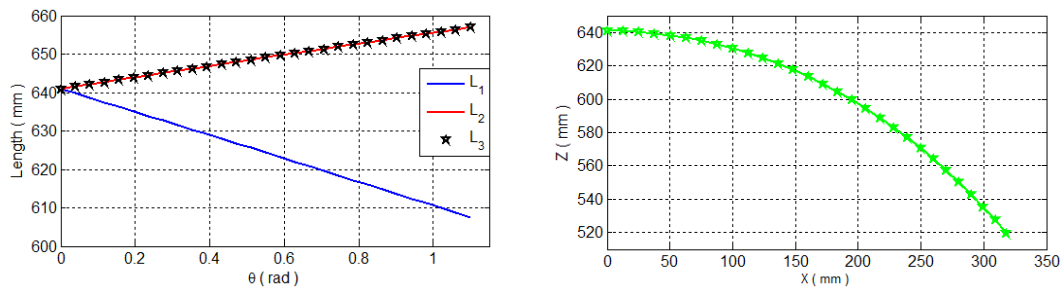 660
650
640
630
620
610
600
Length ( mm )
0 0.2 0.4 0.6 0.8 1
θ ( rad )
L1
L2
L3
640
620
600
580
560
540
520
Z ( mm )
0 50 100 150 200 250 300 350
X ( mm )